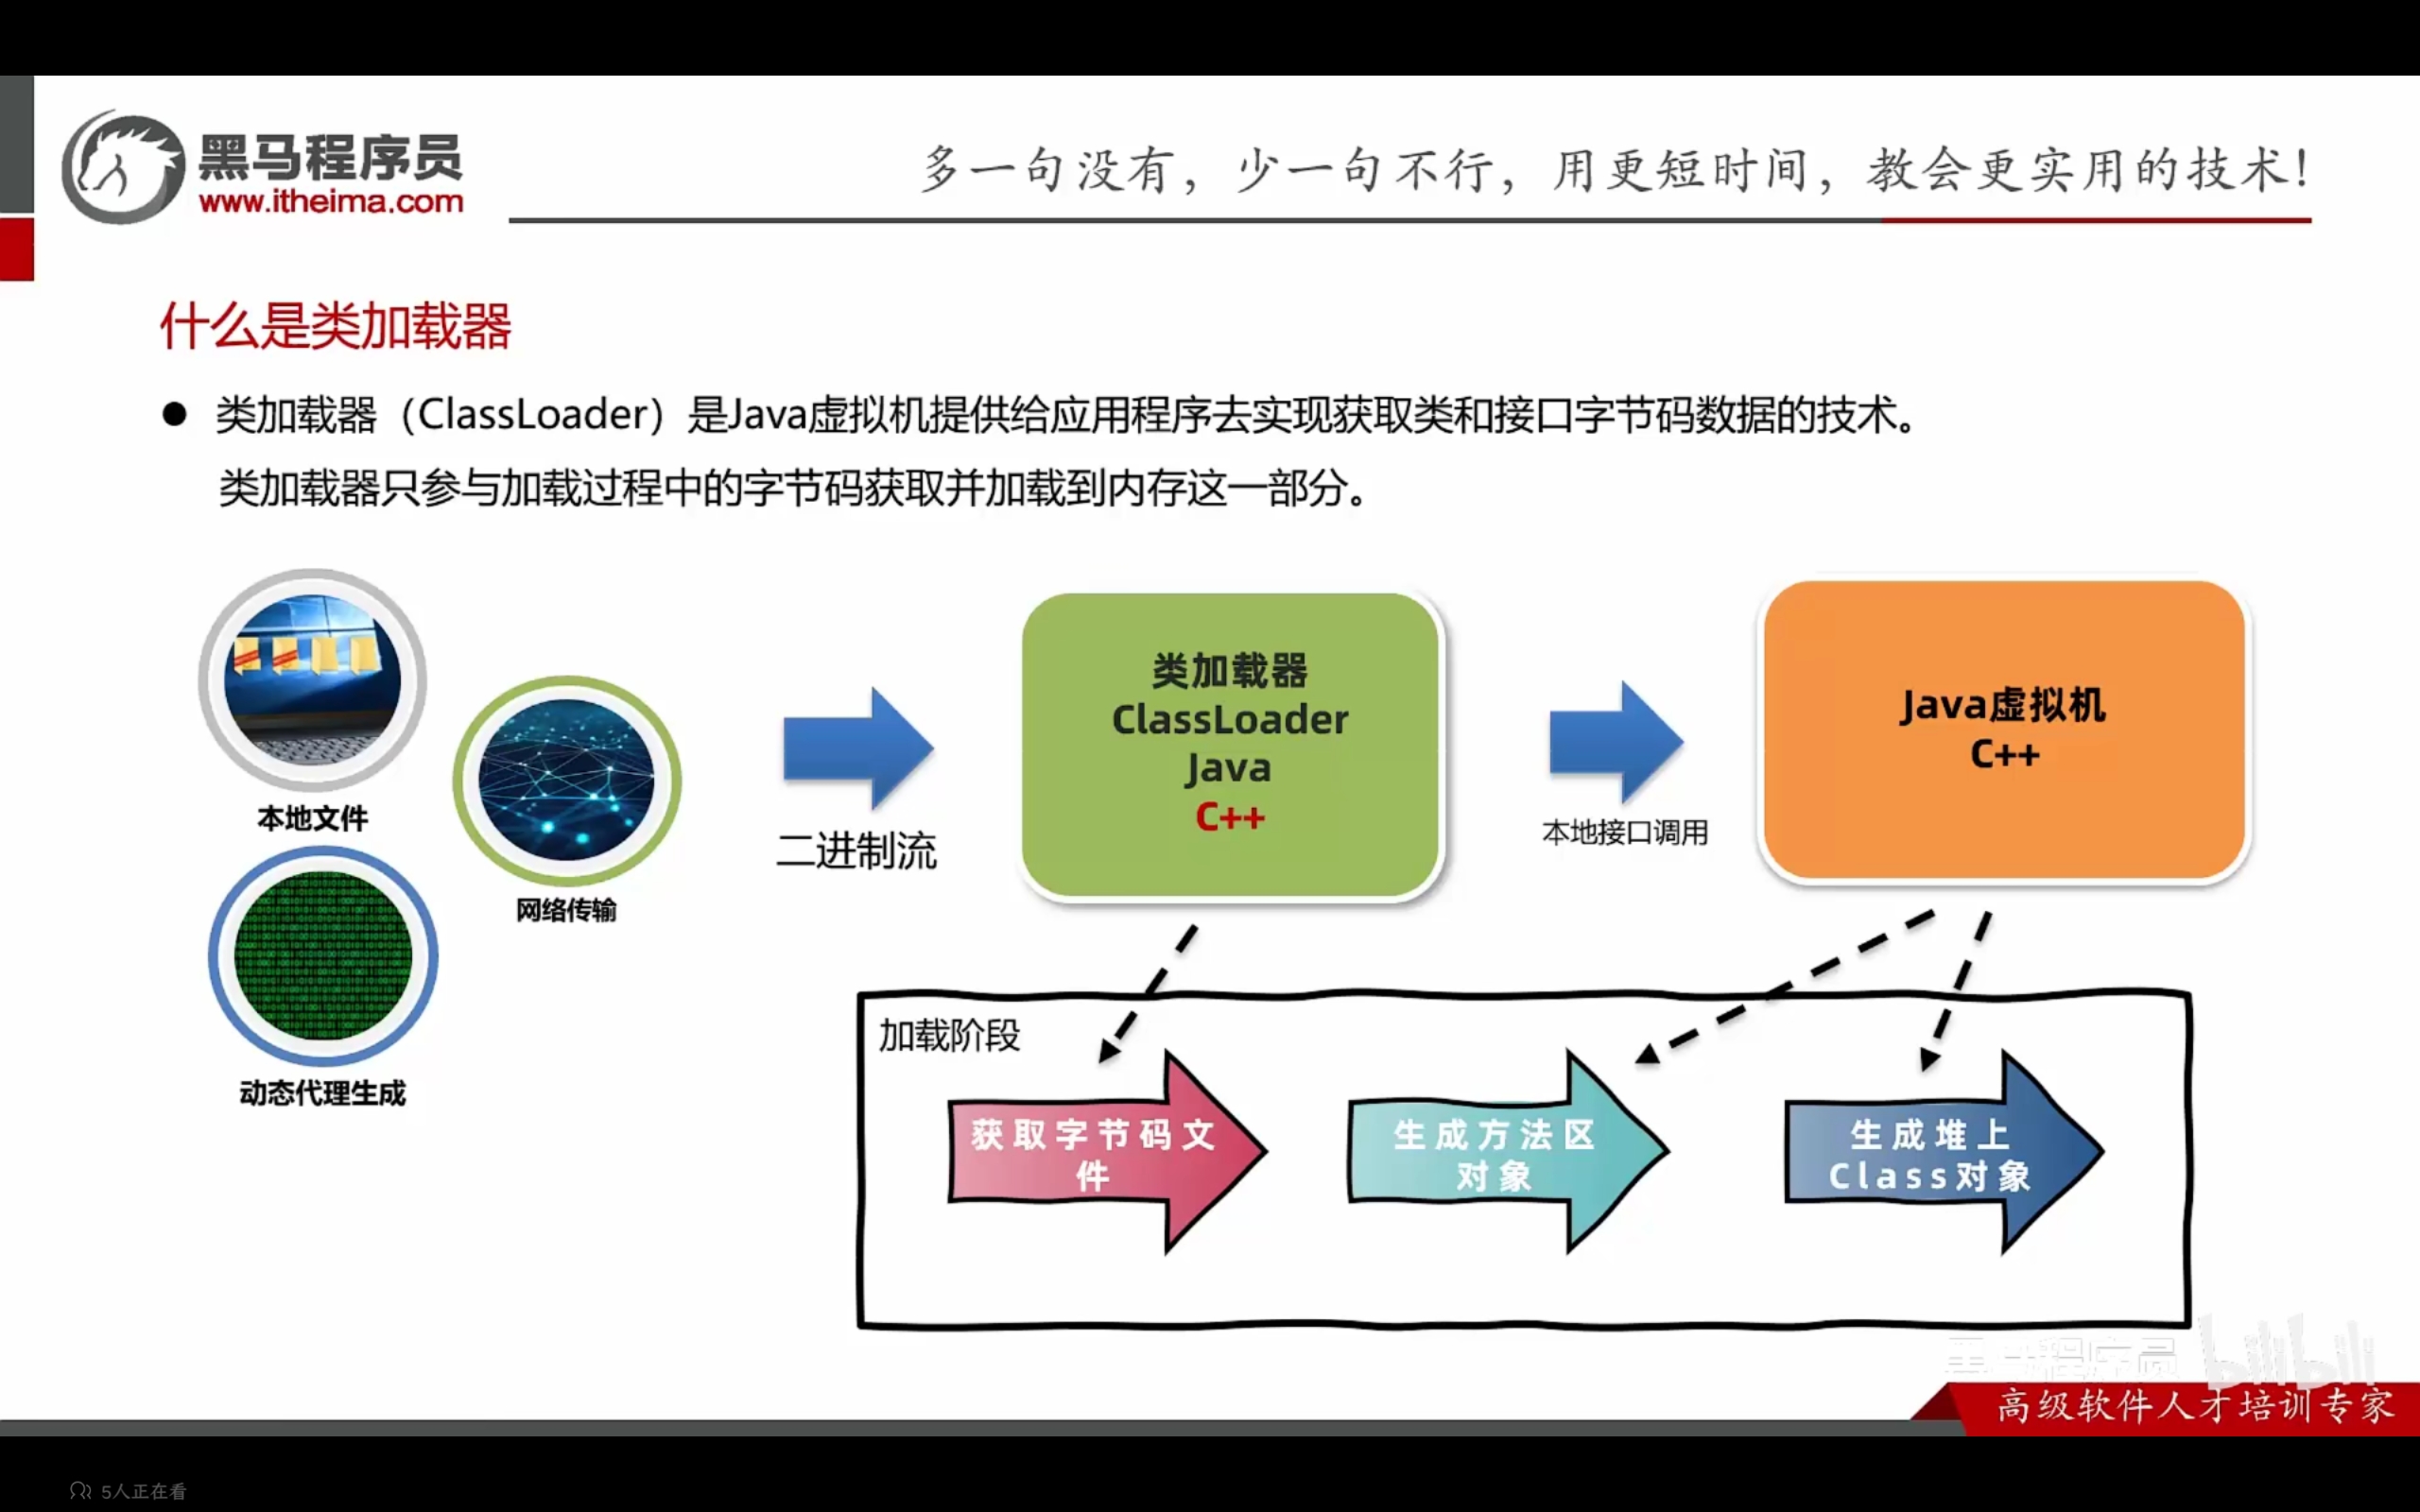 黑马程序员
www.itheima.com
多一句没有，少一句不行，用更短时间，教会更实用的技术！
什么是类加载器
● 类加载器（ClassLoader）是Java虚拟机提供给应用程序去实现获取类和接口字节码数据的技术。
类加载器只参与加载过程中的字节码获取并加载到内存这一部分。
本地文件
网络传输
动态代理生成
二进制流
类加载器
ClassLoader
Java
C++
本地接口调用
Java虚拟机
C++
加载阶段
获取字节码文
件
生成方法区
对象
生成堆上
Class对象
黑马程序员 bilibili
高级软件人才培训专家
5人正在看